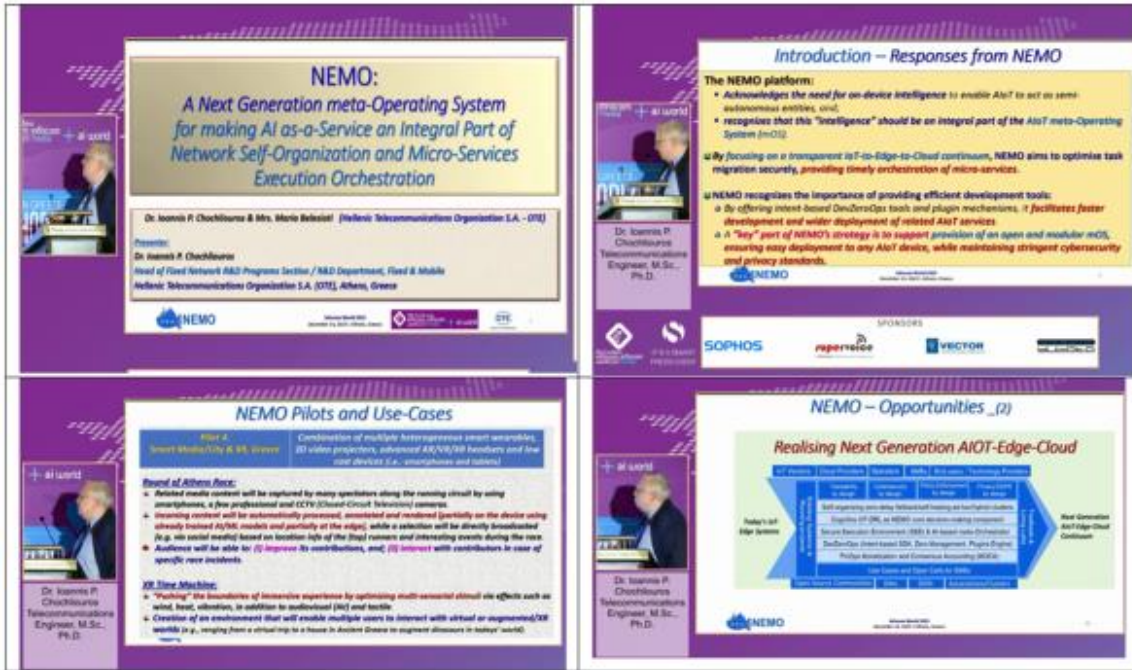 NEMO:
A Next Generation meta-Operating System
for making AI as-a-Service an Integral Part of
Network Self-Organization and Micro-Services
Execution Orchestration
Dr. Ioannis P. Chochliouros & Mrs. Maria Belesioti (Hellenic Telecommunications Organization S.A. - OTE)
Presenter:
Dr. Ioannis P. Chochliouros
Head of Fixed Network R&D Programs Section / R&D Department, Fixed & Mobile
Hellenic Telecommunications Organization S.A. (OTE), Athens, Greece
NEMO
+ ai world
Introduction – Responses from NEMO
The NEMO platform:
Acknowledges the need for on-device intelligence to enable AIoT to act as semi-
autonomous entities, and;
recognizes that this "intelligence" should be an integral part of the AIoT meta-Operating
System (mOS).
By focusing on a transparent IoT-to-Edge-to-Cloud continuum, NEMO aims to optimise task
migration securely, providing timely orchestration of micro-services.
NEMO recognizes the importance of providing efficient development tools:
By offering intent-based DevZeroOps tools and plugin mechanisms, it facilitates faster
development and wider deployment of related AIoT services.
A "key" part of NEMO's strategy is to support provision of an open and modular mOS,
ensuring easy deployment to any AIoT device, while maintaining stringent cybersecurity
and privacy standards.
NEMO
+ ai world
Dr. Ioannis P.
Chochliouros
Telecommunications
Engineer, M.Sc.,
Ph.D.
SPONSORS
SOPHOS
supervoice
VECTOR
NEMO Pilots and Use-Cases
Pilot 4
Smart Media/City & XR, Greece
Combination of multiple heterogeneous smart wearables,
3D video projectors, advanced AR/VR/XR headsets and low
cost devices (i.e.: smartphones and tablets)
Round of Athens Race:
Related media content will be captured by many spectators along the running circuit by using
smartphones, a few professional and CCTV (Closed-Circuit Television) cameras.
Incoming content will be automatically processed, annotated and rendered (partially on the device using
already trained AI/ML models and partially at the edge), while a selection will be directly broadcasted
(e.g. via social media) based on location info of the (top) runners and interesting events during the race.
Audience will be able to: (i) improve its contributions, and; (ii) interact with contributors in case of
specific race incidents.
XR Time Machine:
"Pushing" the boundaries of immersive experience by optimizing multi-sensorial stimuli via effects such as
wind, heat, vibration, in addition to audiovisual (AV) and tactile.
Creation of an environment that will enable multiple users to interact with virtual or augmented/XR
worlds (e.g., ranging from a virtual trip to a house in Ancient Greece to augment dinosaurs in todays' world).
+ ai world
Dr. Ioannis P.
Chochliouros
Telecommunications
Engineer, M.Sc.,
Ph.D.
NEMO – Opportunities _(2)
Realising Next Generation AIOT-Edge-Cloud
Today's IoT
Edge Systems
Next Generation
AIoT Edge Cloud
Continuum
Use Cases and Open Calls for SMEs
NEMO
+ ai world
Dr. Ioannis P.
Chochliouros
Telecommunications
Engineer, M.Sc.,
Ph.D.